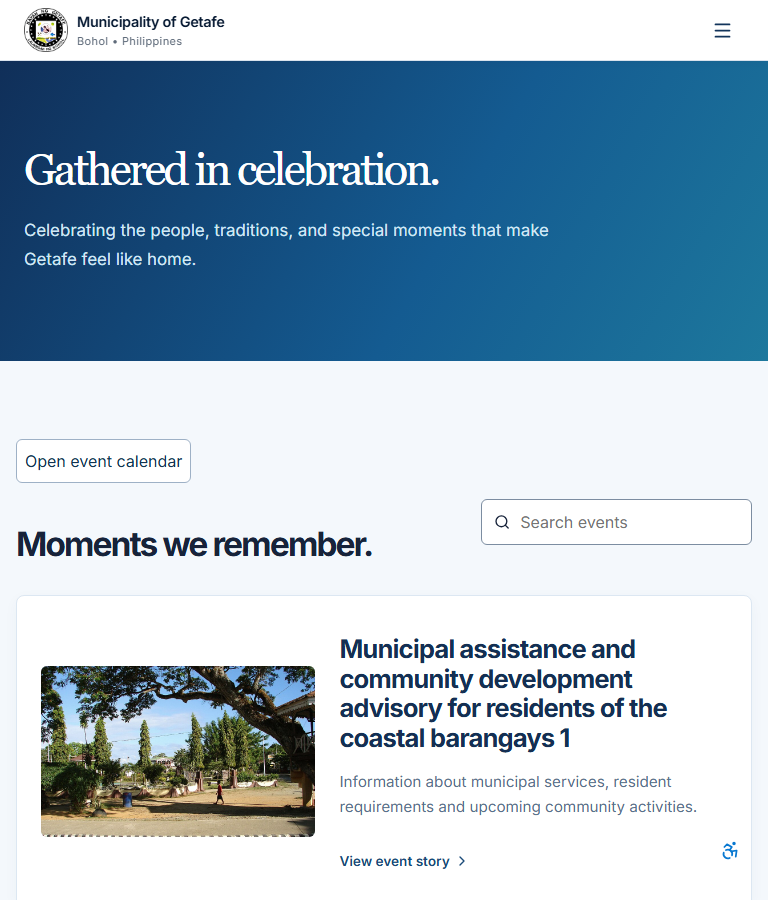 Municipality of Getafe
Bohol • Philippines
Gathered in celebration.
Celebrating the people, traditions, and special moments that make
Getafe feel like home.
Open event calendar
Search events
Moments we remember.
Municipal assistance and
community development
advisory for residents of the
coastal barangays 1
Information about municipal services, resident
requirements and upcoming community activities.
View event story